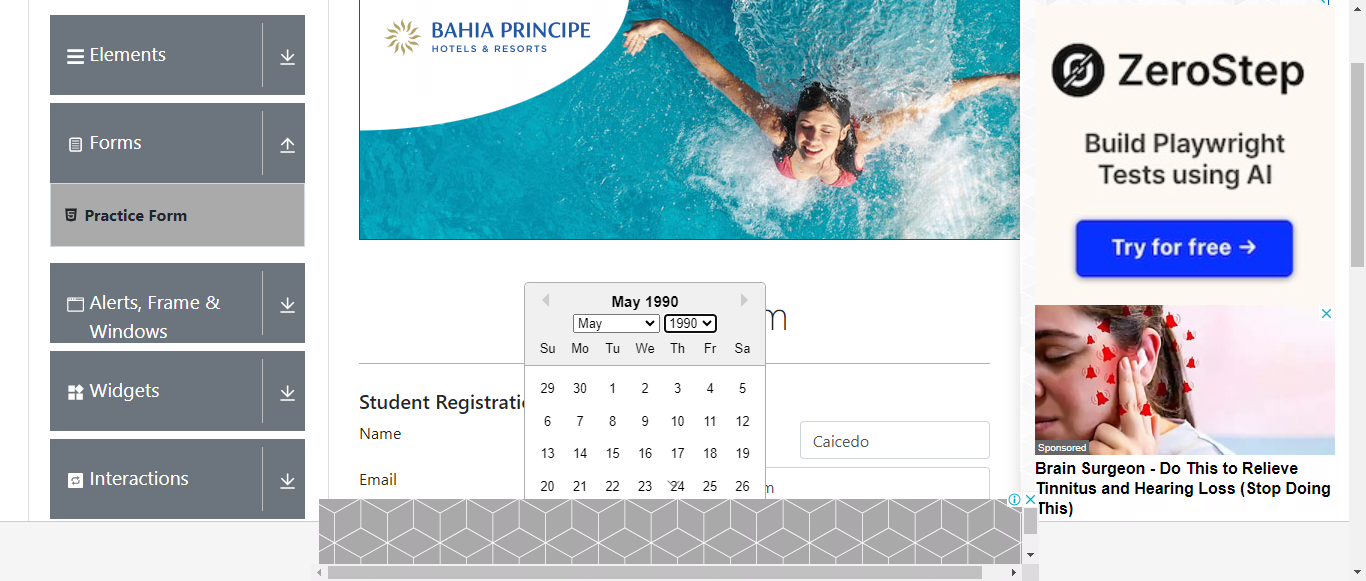 Elements
Forms
Practice Form
Alerts, Frame &
Windows
Widgets
Interactions
BAHIA PRINCIPE
HOTELS & RESORTS
May 1990
May
1990
Su Mo Tu We Th Fr Sa
29 30 1 2 3 4 5
6 7 8 9 10 11 12
13 14 15 16 17 18 19
20 21 22 23 24 25 26
m
Student Registrati
Name
Caicedo
Email
m
ZeroStep
Build Playwright
Tests using AI
Try for free →
Sponsored
Brain Surgeon - Do This to Relieve
Tinnitus and Hearing Loss (Stop Doing
This)